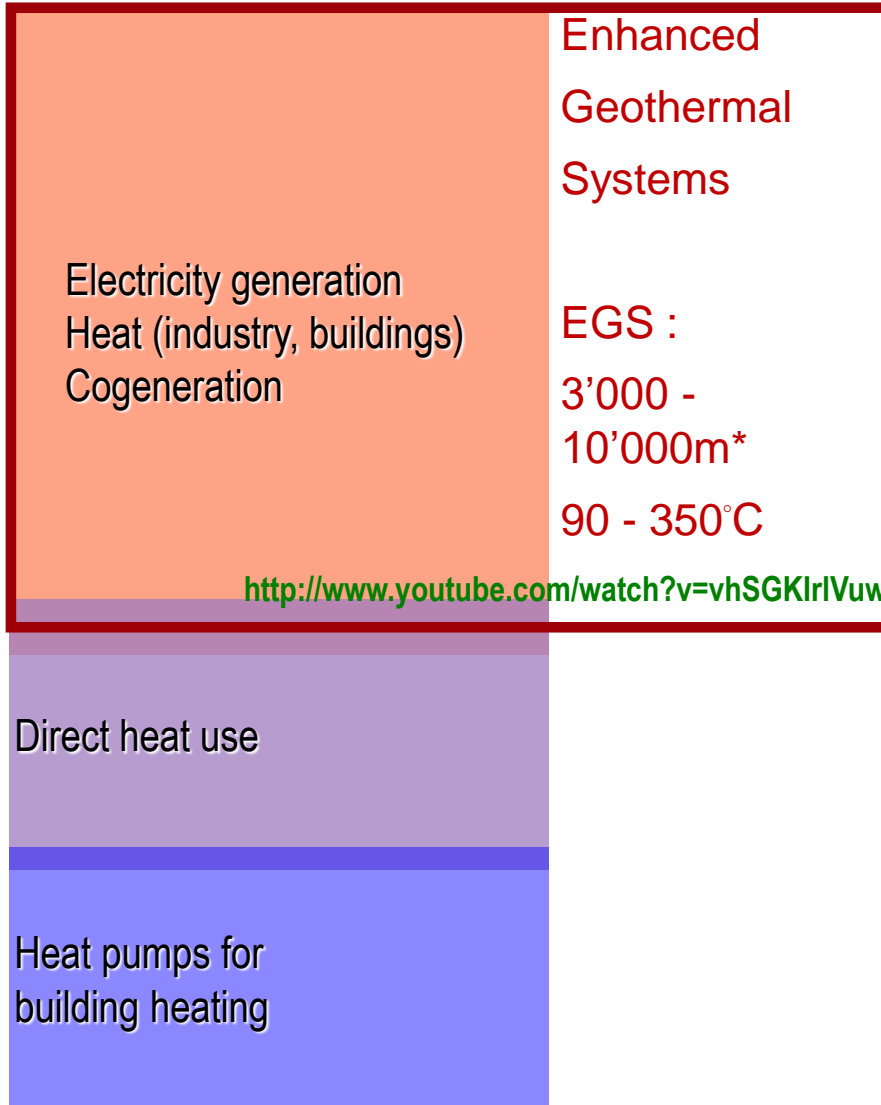 Enhanced
Geothermal
Systems
Electricity generation
Heat (industry, buildings)
Cogeneration
EGS :
3’000 -
10’000m*
90 - 350°C
http://www.youtube.com/watch?v=vhSGKIrlVuw
Direct heat use
Heat pumps for
building heating